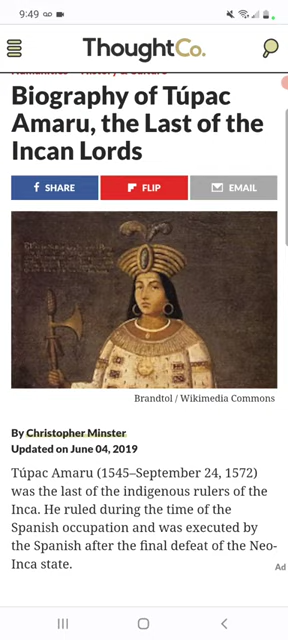 9:49
ThoughtCo.
Biography of Túpac
Amaru, the Last of the
Incan Lords
f SHARE
FLIP
EMAIL
Brandtol / Wikimedia Commons
By Christopher Minster
Updated on June 04, 2019
Túpac Amaru (1545–September 24, 1572)
was the last of the indigenous rulers of the
Inca. He ruled during the time of the
Spanish occupation and was executed by
the Spanish after the final defeat of the Neo-
Inca state.
Ad